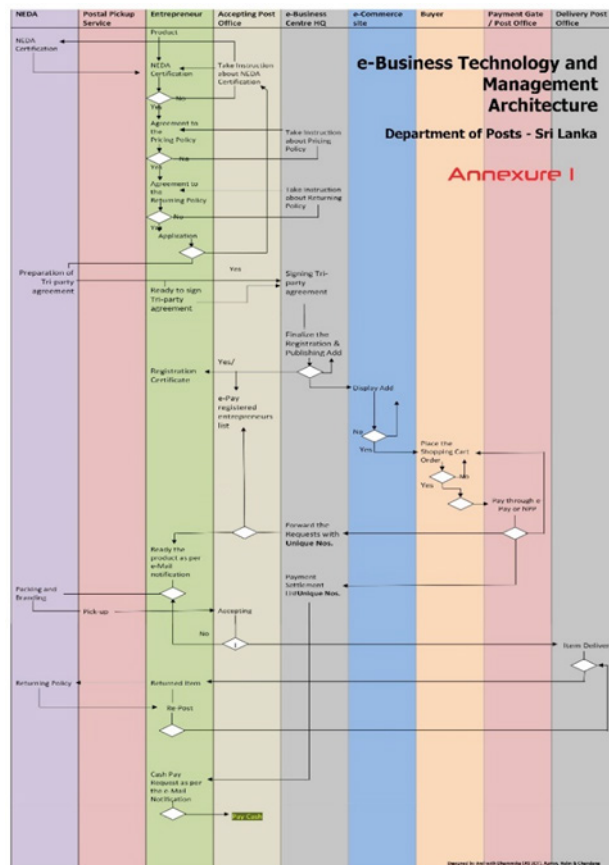 NEDA
Postal Pickup
Service
Entrepreneur
Accepting Post
Office
e-Business
Centre HQ
e-Commerce
site
Buyer
Payment Gate
/ Post Office
Delivery Post
Office
e-Business Technology and
Management
Architecture
Department of Posts - Sri Lanka
Annexure I
Product
NEDA
Certification
NEDA
Certification
Take Instruction
about NEDA
Certification
No
Yes
Agreement to
the
Pricing Policy
Take Instruction
about Pricing
Policy
No
Yes
Agreement to
the
Returning Policy
Take Instruction
about Returning
Policy
No
Yes
Application
Yes
Preparation of
Tri-party
agreement
Ready to sign
Tri-party
agreement
Signing Tri-
party
agreement
Finalize the
Registration &
Publishing Add
Registration
Certificate
Yes/
e-Pay
registered
entrepreneurs
list
Display Add
No
Yes
Place the
Shopping Cart
Order
No
Yes
Pay through e
Pay or NPP
Forward the
Requests with
Unique Nos.
Ready the
product as per
e-Mail
notification
Payment
Settlement
Unique Nos.
Packing and
Branding
Pick-up
Accepting
No
Item Deliver
Returning Policy
Returned Item
Re Post
Cash Pay
Request as per
the e-Mail
Notification
Pay Cash